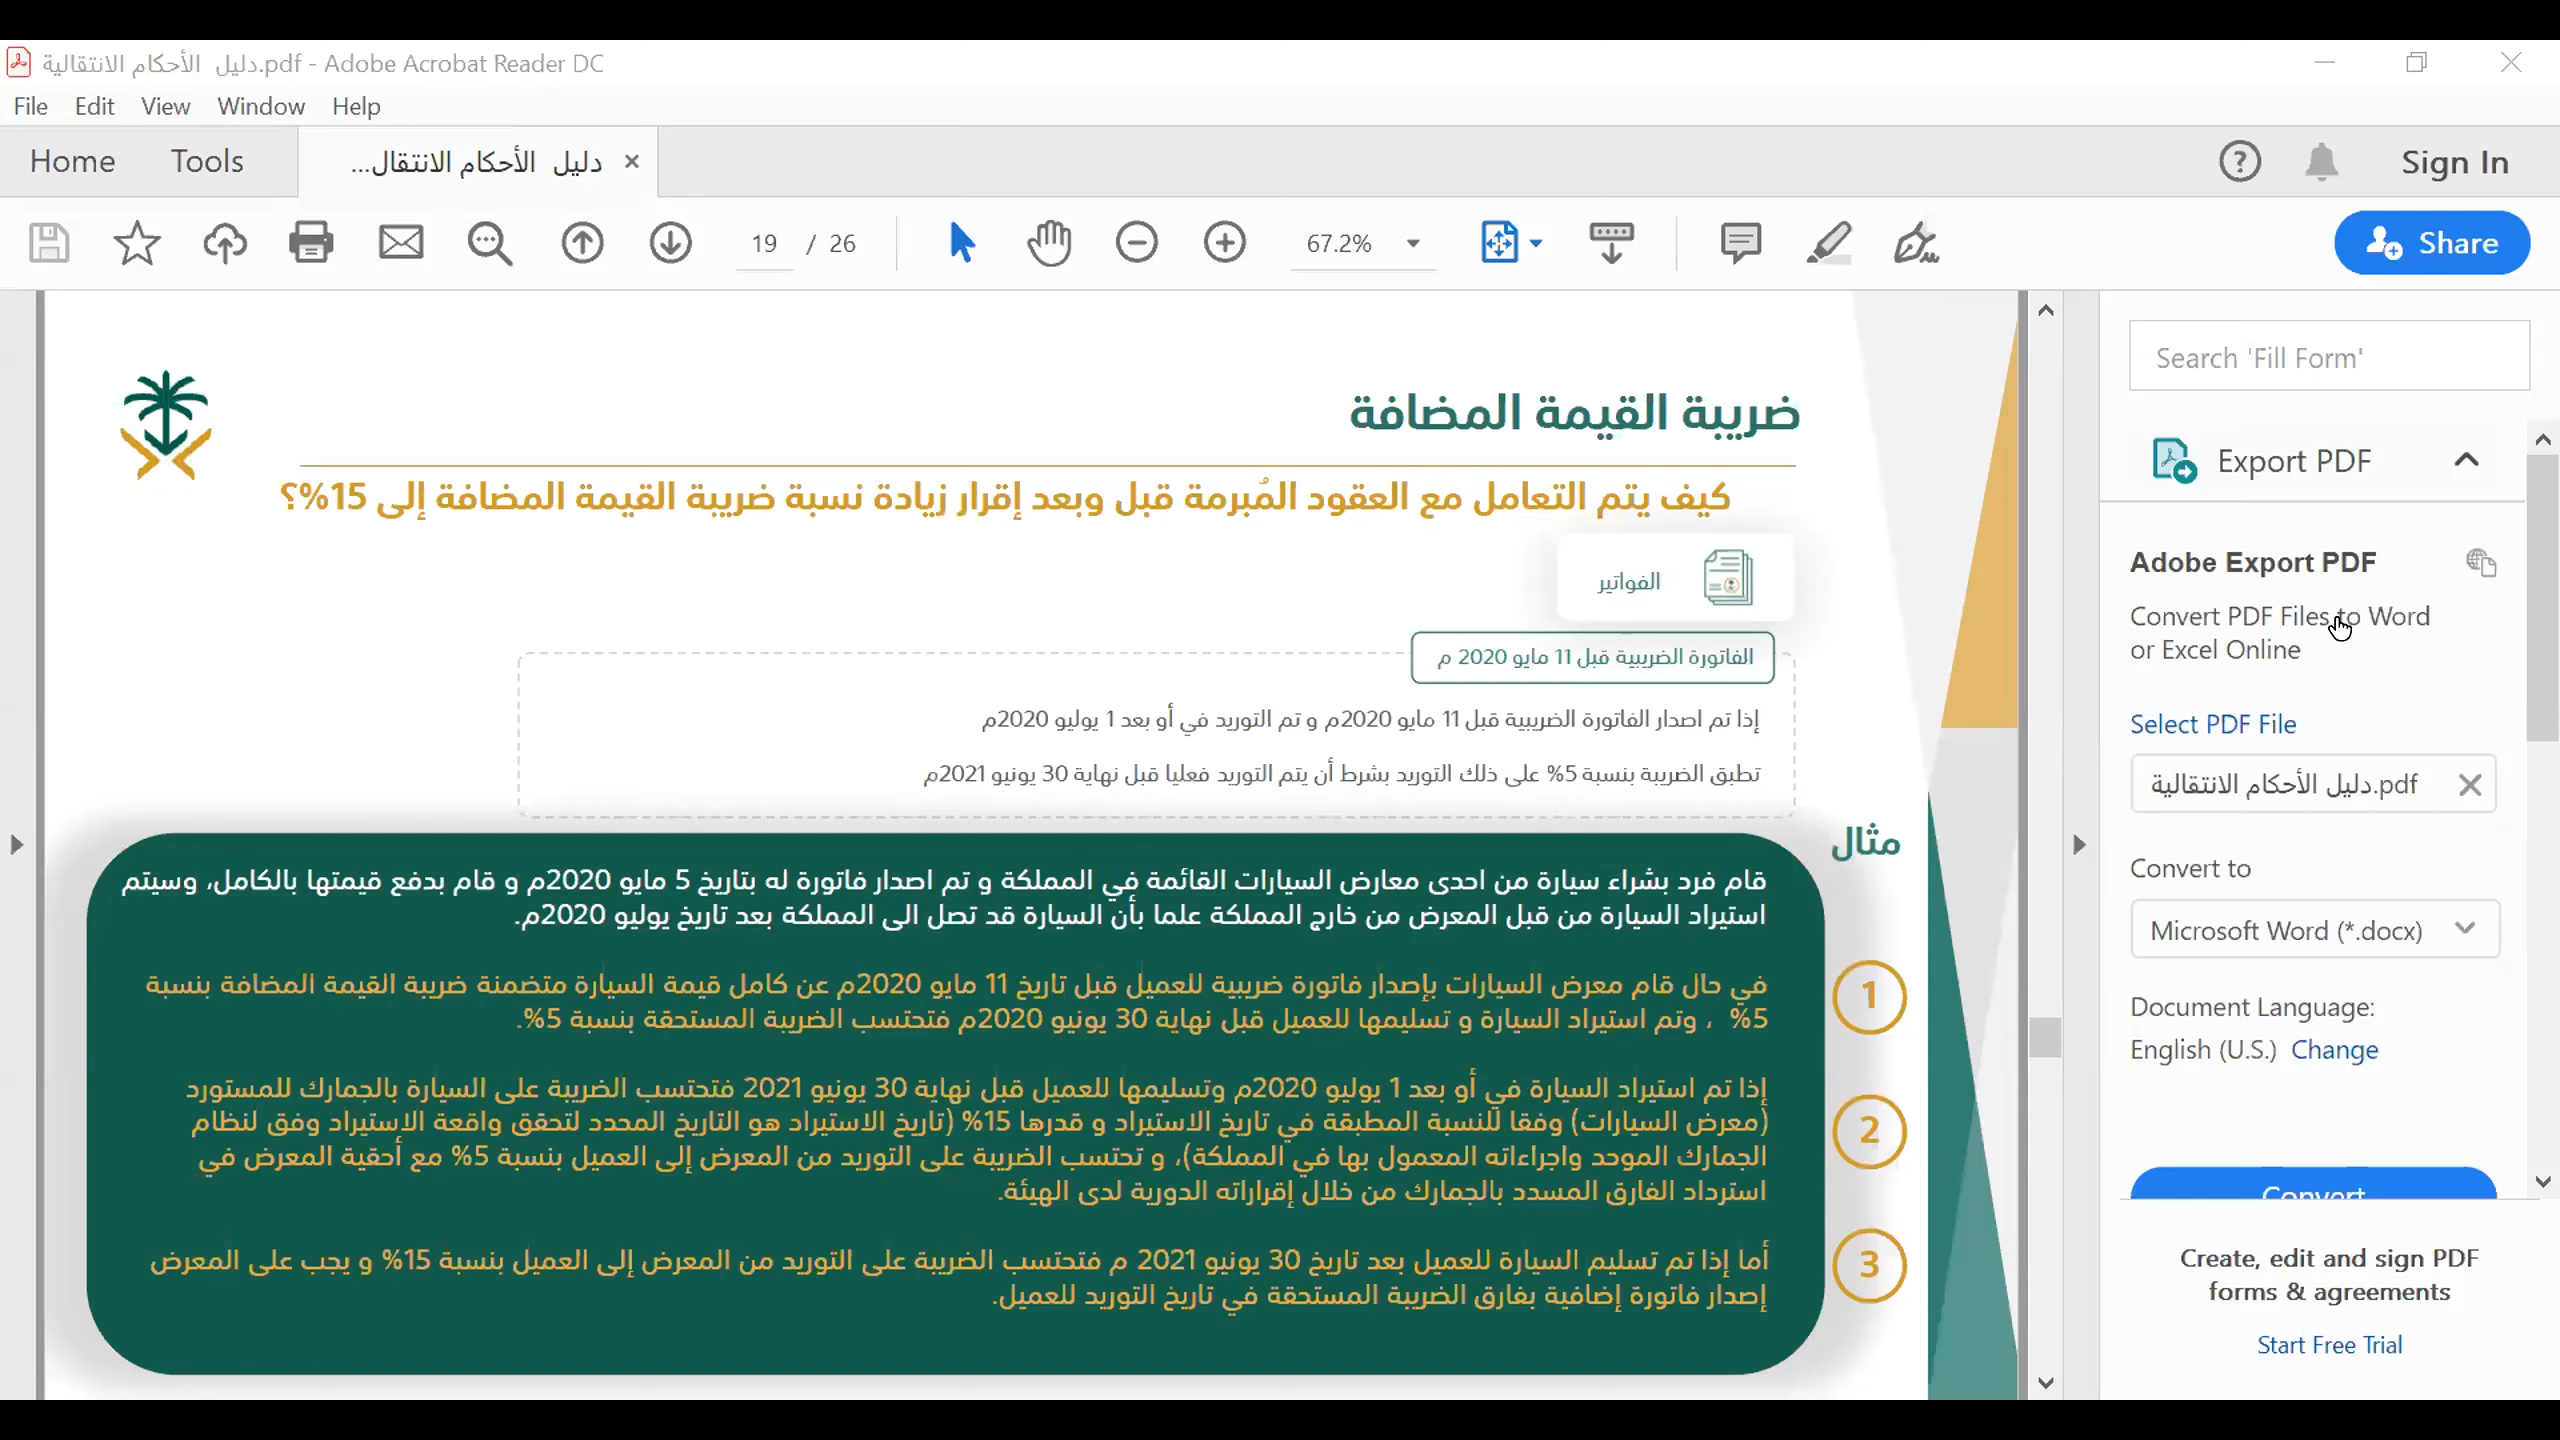 دليل الأحكام الانتقالية.pdf - Adobe Acrobat Reader DC
File Edit View Window Help
Home Tools دليل الأحكام الانتقال... Sign In
19 / 26 67.2% Share
ضريبة القيمة المضافة
كيف يتم التعامل مع العقود المُبرمة قبل وبعد إقرار زيادة نسبة ضريبة القيمة المضافة إلى 15%؟
الفواتير
الفاتورة الضريبية قبل 11 مايو 2020 م
إذا تم اصدار الفاتورة الضريبية قبل 11 مايو 2020م و تم التوريد في أو بعد 1 يوليو 2020م
تطبق الضريبة بنسبة 5% على ذلك التوريد بشرط أن يتم التوريد فعليا قبل نهاية 30 يونيو 2021م
مثال
قام فرد بشراء سيارة من احدى معارض السيارات القائمة في المملكة و تم اصدار فاتورة له بتاريخ 5 مايو 2020م و قام بدفع قيمتها بالكامل، وسيتم
استيراد السيارة من قبل المعرض من خارج المملكة علما بأن السيارة قد تصل الى المملكة بعد تاريخ يوليو 2020م.
1
في حال قام معرض السيارات بإصدار فاتورة ضريبية للعميل قبل تاريخ 11 مايو 2020م عن كامل قيمة السيارة متضمنة ضريبة القيمة المضافة بنسبة
5% ، وتم استيراد السيارة و تسليمها للعميل قبل نهاية 30 يونيو 2020م فتحتسب الضريبة المستحقة بنسبة 5%.
2
إذا تم استيراد السيارة في أو بعد 1 يوليو 2020م وتسليمها للعميل قبل نهاية 30 يونيو 2021 فتحتسب الضريبة على السيارة بالجمارك للمستورد
(معرض السيارات) وفقا للنسبة المطبقة في تاريخ الاستيراد و قدرها 15% (تاريخ الاستيراد هو التاريخ المحدد لتحقق واقعة الاستيراد وفق لنظام
الجمارك الموحد واجراءاته المعمول بها في المملكة)، و تحتسب الضريبة على التوريد من المعرض إلى العميل بنسبة 5% مع أحقية المعرض في
استرداد الفارق المسدد بالجمارك من خلال إقراراته الدورية لدى الهيئة.
3
أما إذا تم تسليم السيارة للعميل بعد تاريخ 30 يونيو 2021 م فتحتسب الضريبة على التوريد من المعرض إلى العميل بنسبة 15% و يجب على المعرض
إصدار فاتورة إضافية بفارق الضريبة المستحقة في تاريخ التوريد للعميل.
Search 'Fill Form'
Export PDF
Adobe Export PDF
Convert PDF Files to Word
or Excel Online
Select PDF File
دليل الأحكام الانتقالية.pdf
Convert to
Microsoft Word (*.docx)
Document Language:
English (U.S.) Change
Convert
Create, edit and sign PDF
forms & agreements
Start Free Trial